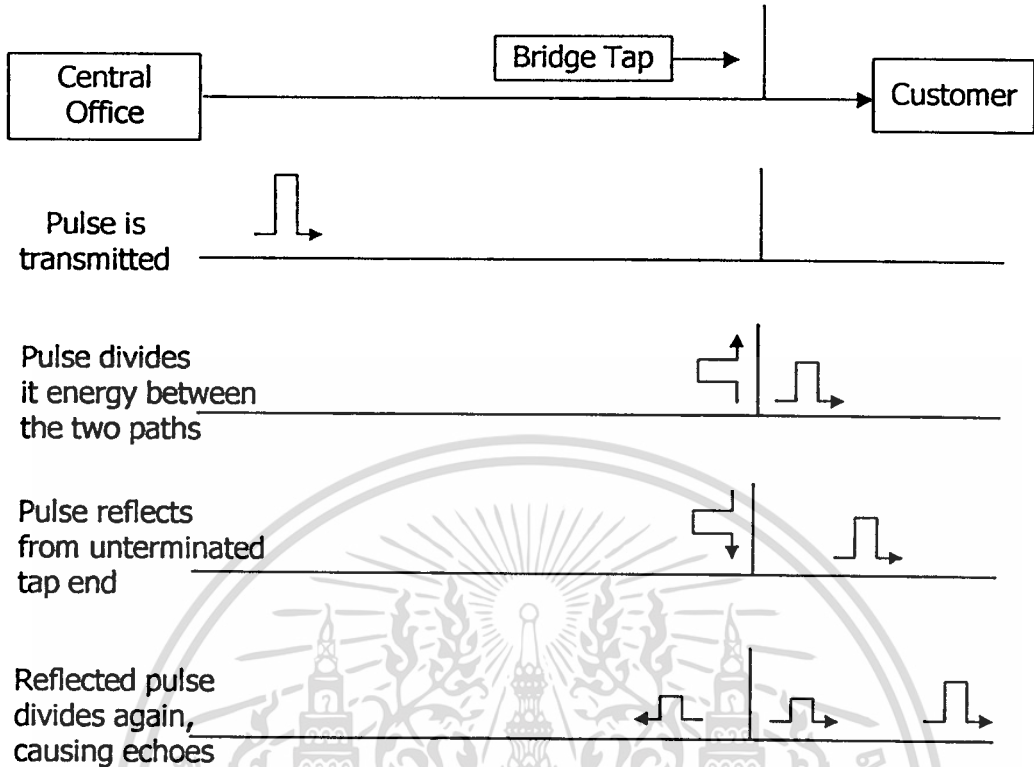 Central
Office
Bridge Tap
Customer
Pulse is
transmitted
Pulse divides
it energy between
the two paths
Pulse reflects
from unterminated
tap end
Reflected pulse
divides again,
causing echoes